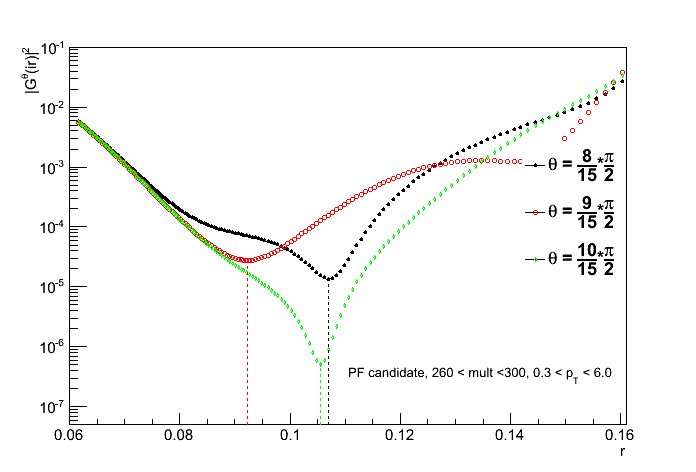 |G^θ(ir)|²
10⁻¹
10⁻²
10⁻³
10⁻⁴
10⁻⁵
10⁻⁶
10⁻⁷
θ = 8/15*π/2
θ = 9/15*π/2
θ = 10/15*π/2
PF candidate, 260 < mult <300, 0.3 < p_T < 6.0
0.06 0.08 0.1 0.12 0.14 0.16
r